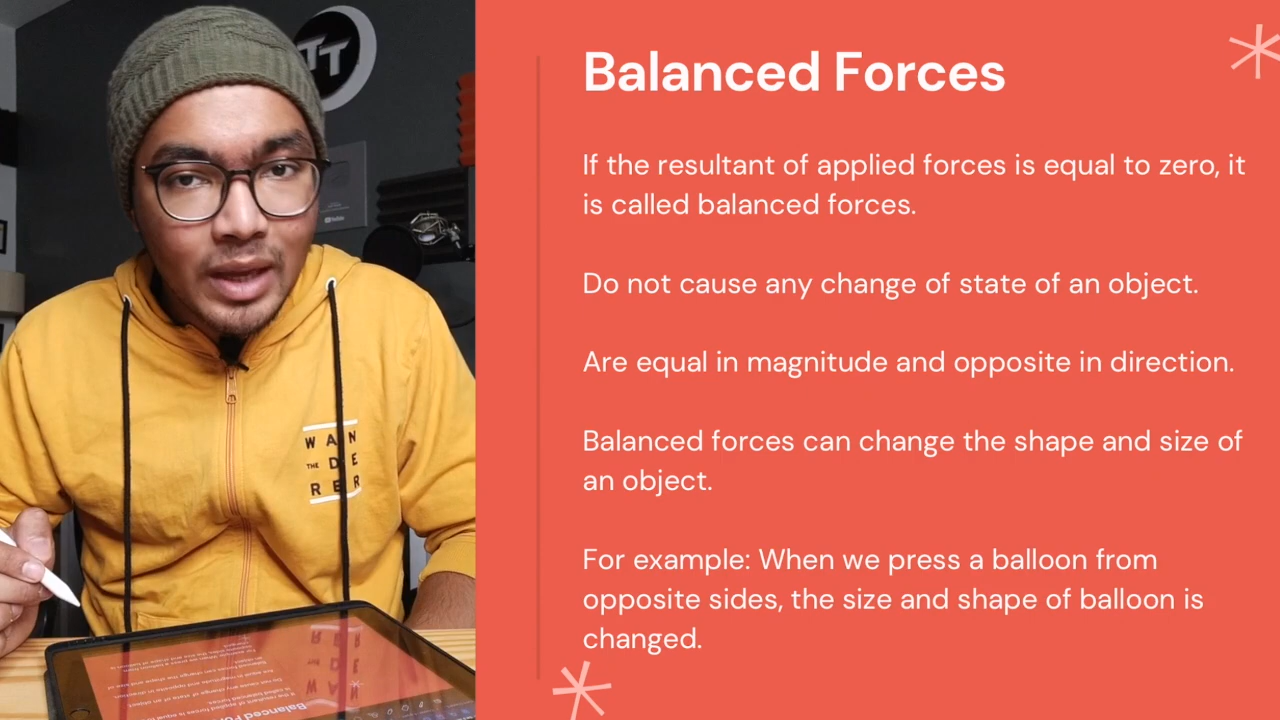 Balanced Forces
If the resultant of applied forces is equal to zero, it
is called balanced forces.
Do not cause any change of state of an object.
Are equal in magnitude and opposite in direction.
Balanced forces can change the shape and size of
an object.
For example: When we press a balloon from
opposite sides, the size and shape of balloon is
changed.
TT
WAN
THE DE
RER
YouTube